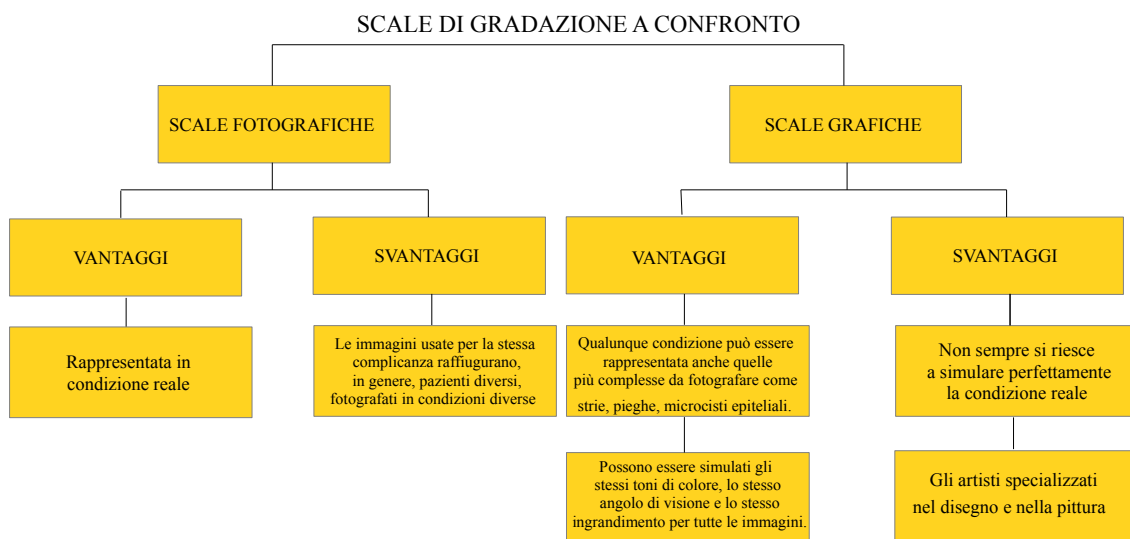 SCALE DI GRADAZIONE A CONFRONTO
SCALE FOTOGRAFICHE
SCALE GRAFICHE
VANTAGGI
SVANTAGGI
VANTAGGI
SVANTAGGI
Rappresentata in
condizione reale
Le immagini usate per la stessa
complicanza raffiugurano,
in genere, pazienti diversi,
fotografati in condizioni diverse
Qualunque condizione può essere
rappresentata anche quelle
più complesse da fotografare come
strie, pieghe, microcisti epiteliali.
Non sempre si riesce
a simulare perfettamente
la condizione reale
Possono essere simulati gli
stessi toni di colore, lo stesso
angolo di visione e lo stesso
ingrandimento per tutte le immagini.
Gli artisti specializzati
nel disegno e nella pittura